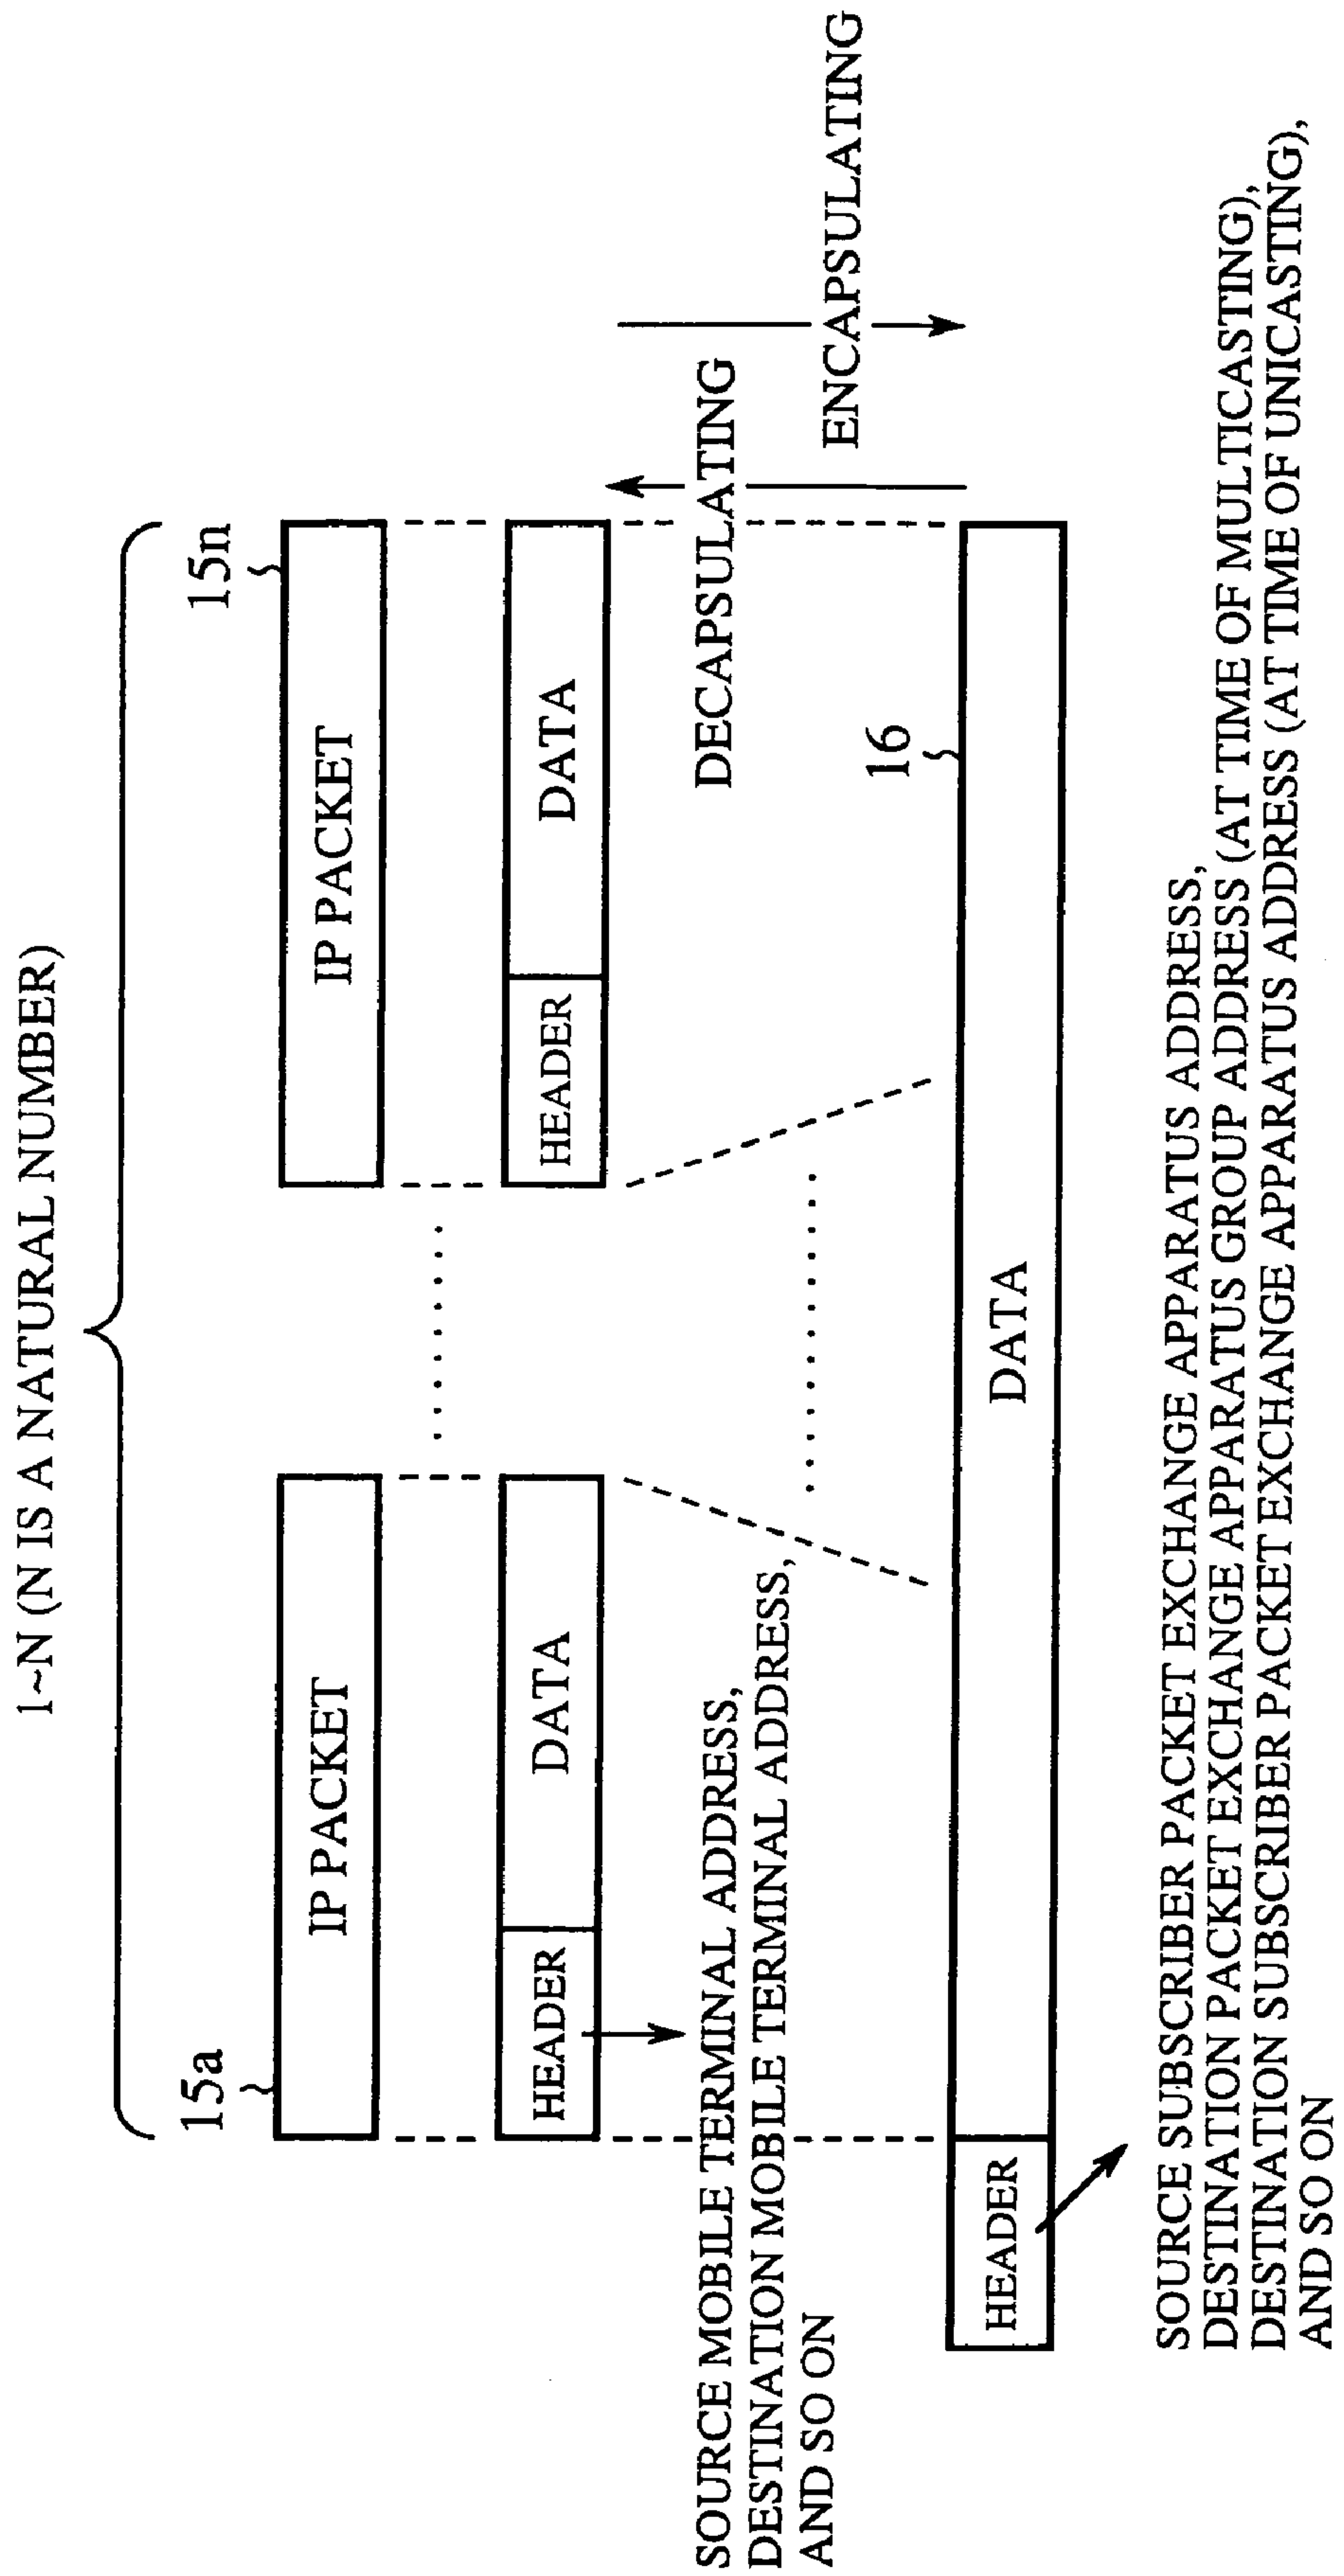 1~N (N IS A NATURAL NUMBER)
15a
15n
IP PACKET
IP PACKET
HEADER
DATA
HEADER
DATA
SOURCE MOBILE TERMINAL ADDRESS,
DESTINATION MOBILE TERMINAL ADDRESS,
AND SO ON
DECAPSULATING
ENCAPSULATING
16
HEADER
DATA
SOURCE SUBSCRIBER PACKET EXCHANGE APPARATUS ADDRESS,
DESTINATION PACKET EXCHANGE APPARATUS GROUP ADDRESS (AT TIME OF MULTICASTING),
DESTINATION SUBSCRIBER PACKET EXCHANGE APPARATUS ADDRESS (AT TIME OF UNICASTING),
AND SO ON